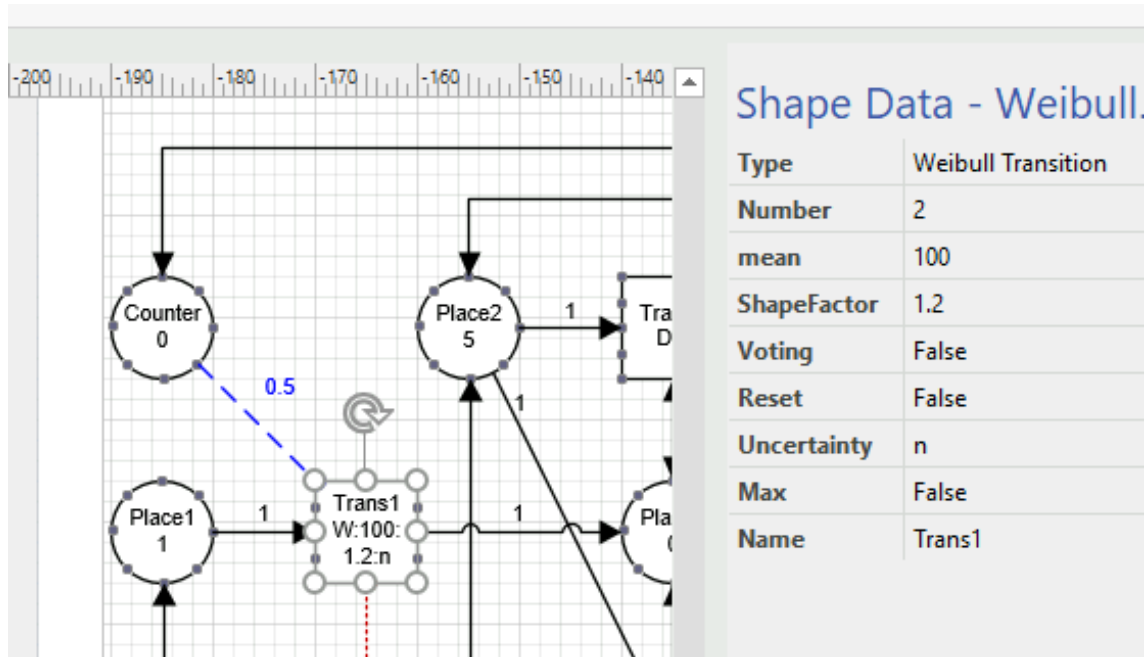 -200 -190 -180 -170 -160 -150 -140
Shape Data - Weibull.
Type Weibull Transition
Number 2
mean 100
ShapeFactor 1.2
Voting False
Reset False
Uncertainty n
Max False
Name Trans1
Counter
0
Place2
5
1
Tra
D
0.5
1
Place1
1
1
Trans1
W:100:
1.2:n
1
Pla